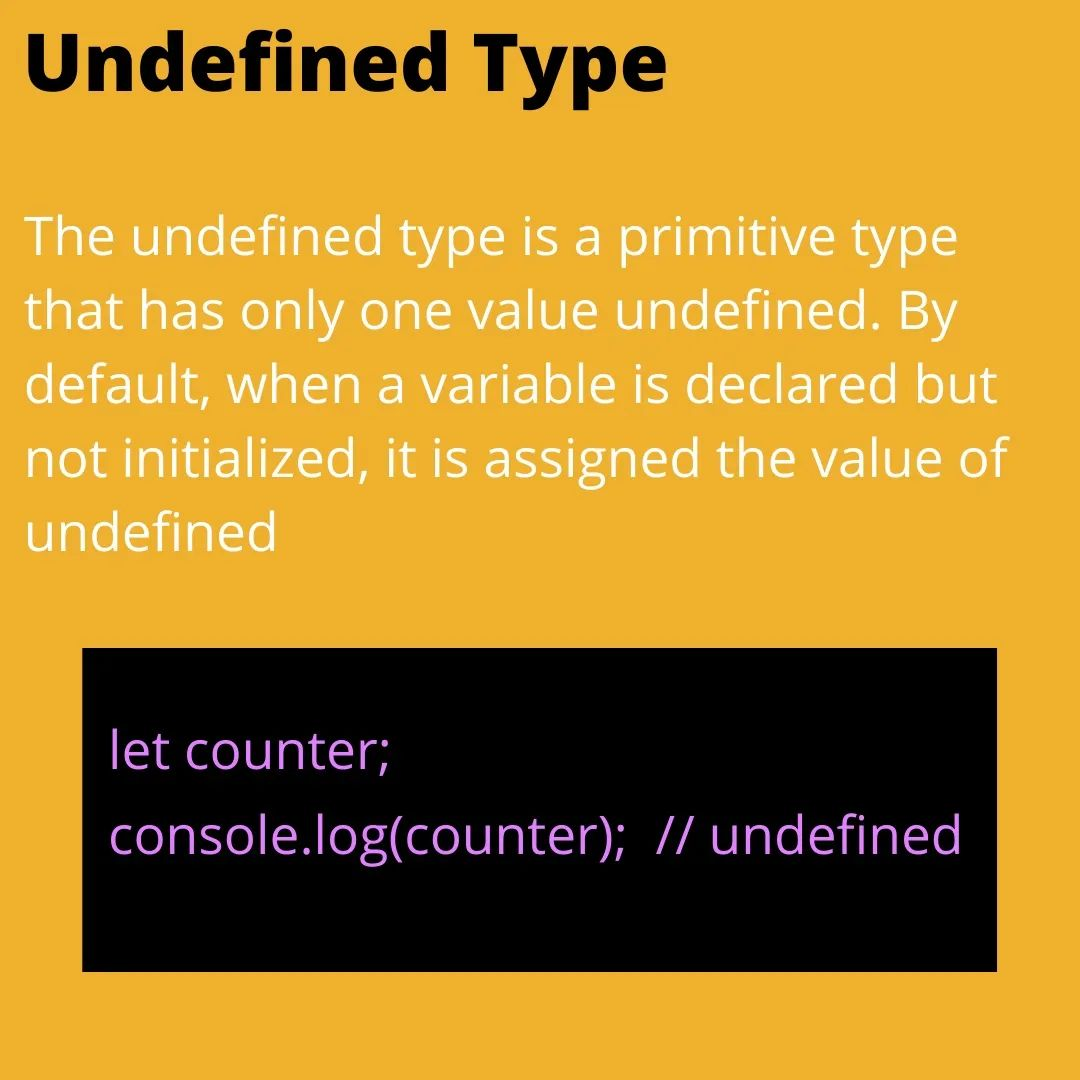 Undefined Type
The undefined type is a primitive type
that has only one value undefined. By
default, when a variable is declared but
not initialized, it is assigned the value of
undefined
let counter;
console.log(counter);  // undefined